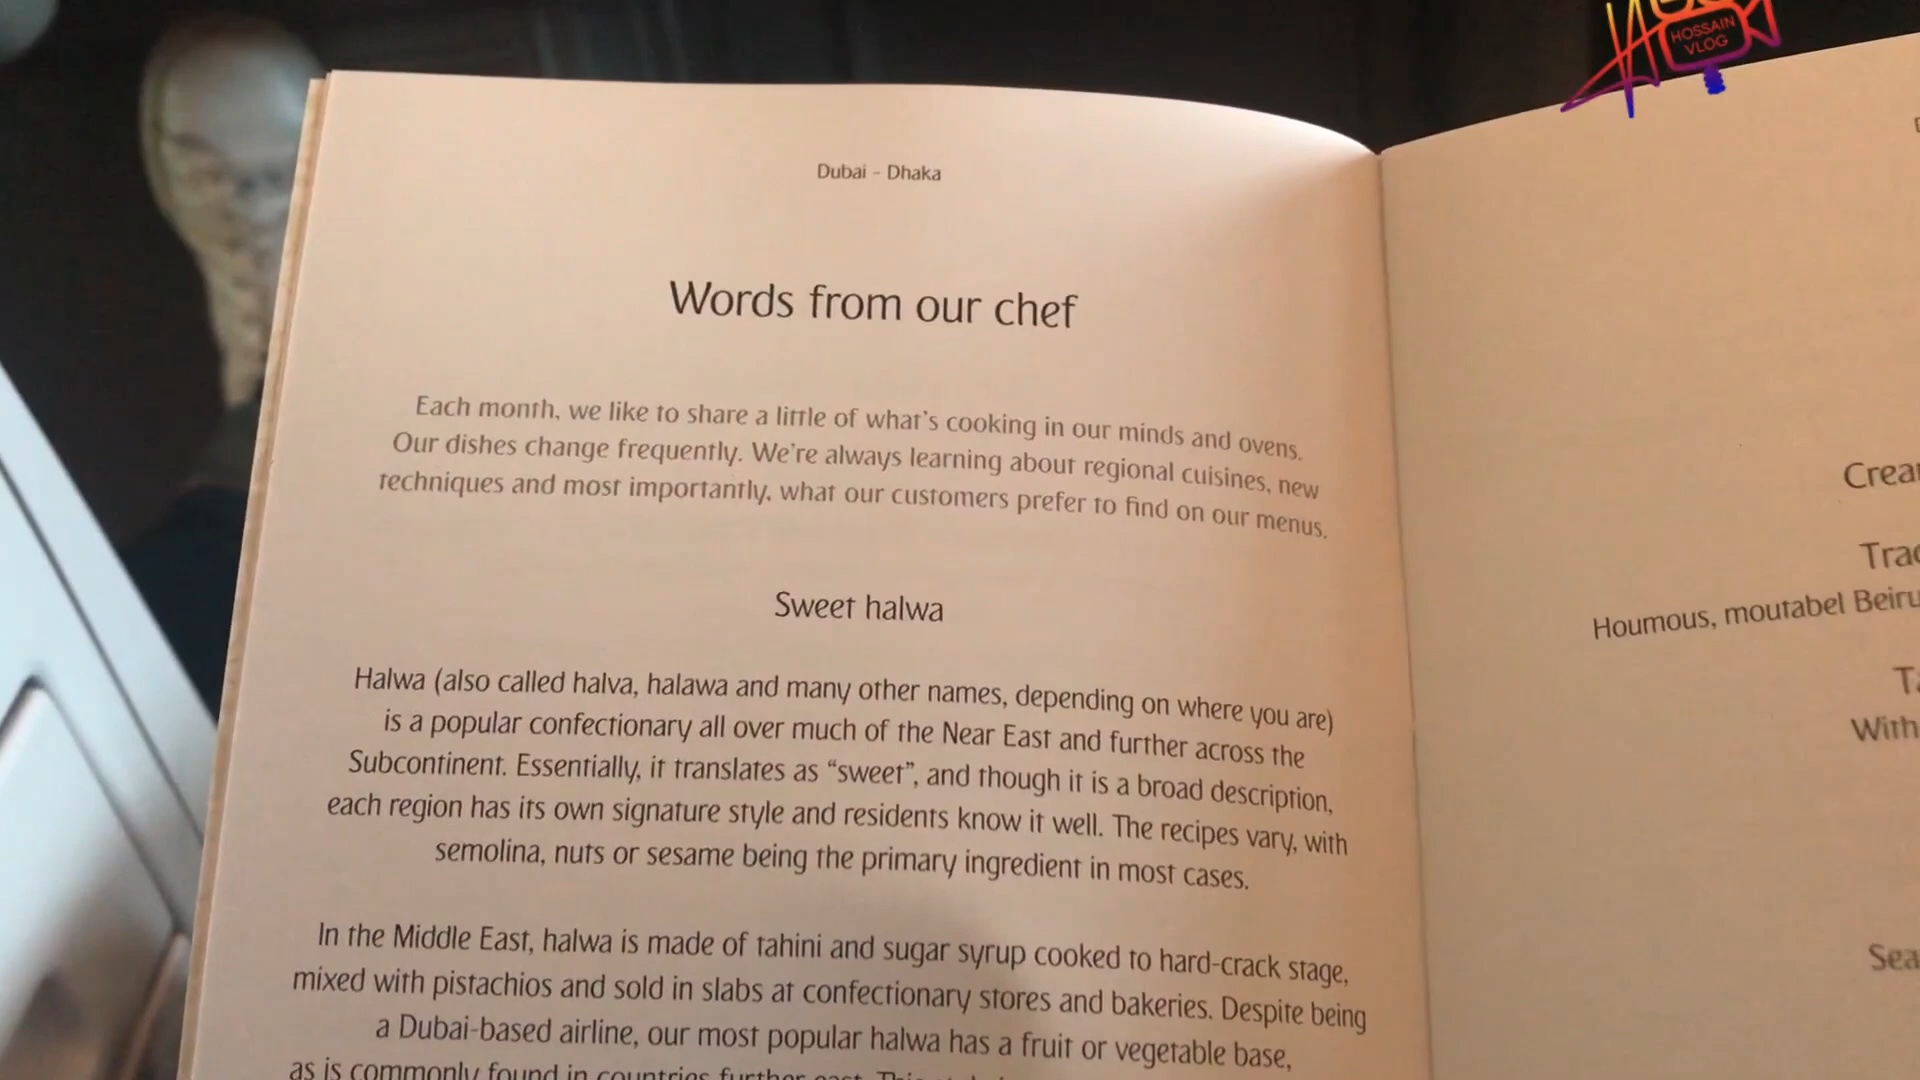 HOSSAIN
VLOG
Dubai - Dhaka
Words from our chef
Each month, we like to share a little of what's cooking in our minds and ovens.
Our dishes change frequently. We're always learning about regional cuisines, new
techniques and most importantly, what our customers prefer to find on our menus.
Sweet halwa
Halwa (also called halva, halawa and many other names, depending on where you are)
is a popular confectionary all over much of the Near East and further across the
Subcontinent. Essentially, it translates as “sweet”, and though it is a broad description,
each region has its own signature style and residents know it well. The recipes vary, with
semolina, nuts or sesame being the primary ingredient in most cases.
In the Middle East, halwa is made of tahini and sugar syrup cooked to hard-crack stage,
mixed with pistachios and sold in slabs at confectionary stores and bakeries. Despite being
a Dubai-based airline, our most popular halwa has a fruit or vegetable base,
as is commonly found in countries further east.
Houmous, moutabel
With